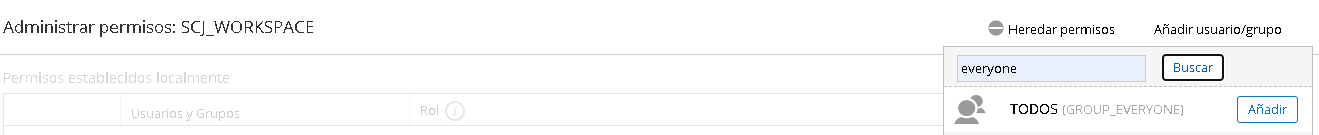 Administrar permisos: SCJ_WORKSPACE
Heredar permisos
Añadir usuario/grupo
everyone
Buscar
TODOS (GROUP_EVERYONE)
Añadir
Permisos establecidos localmente
Usuarios y Grupos
Rol i